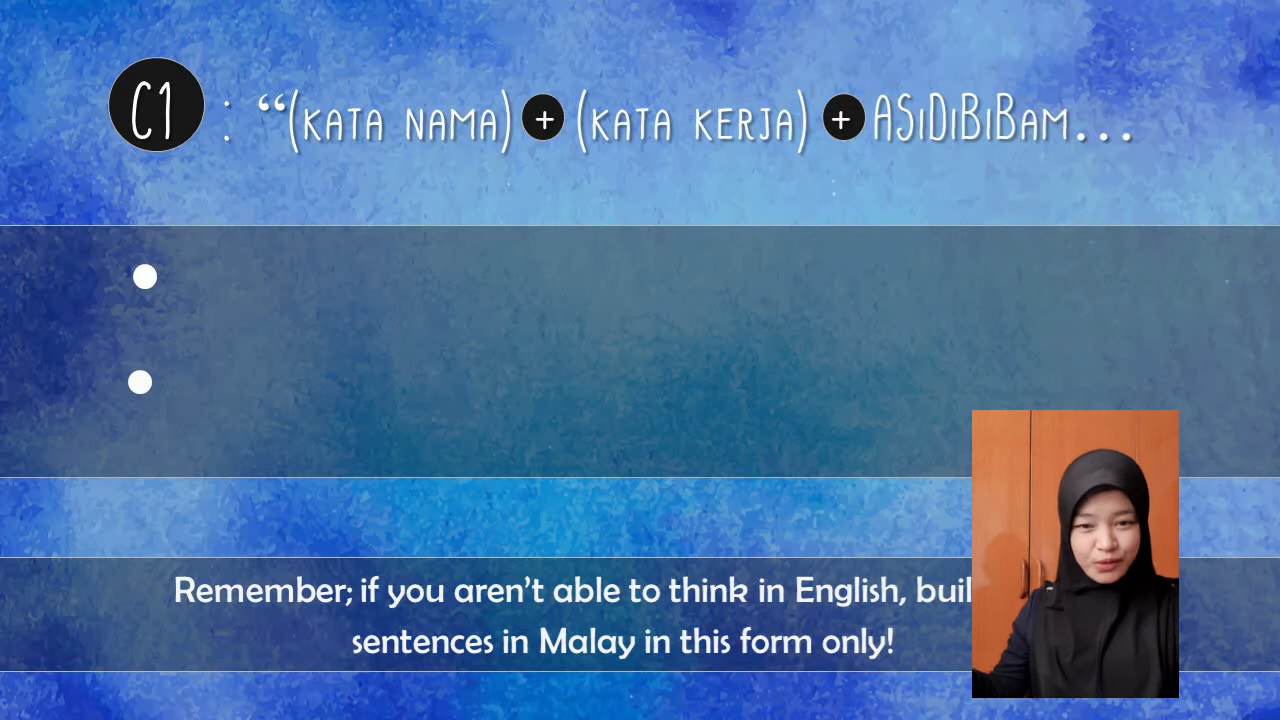 C1 : “(KATA NAMA) + (KATA KERJA) + ASiDiBiBAM...
Remember; if you aren’t able to think in English, buil
sentences in Malay in this form only!